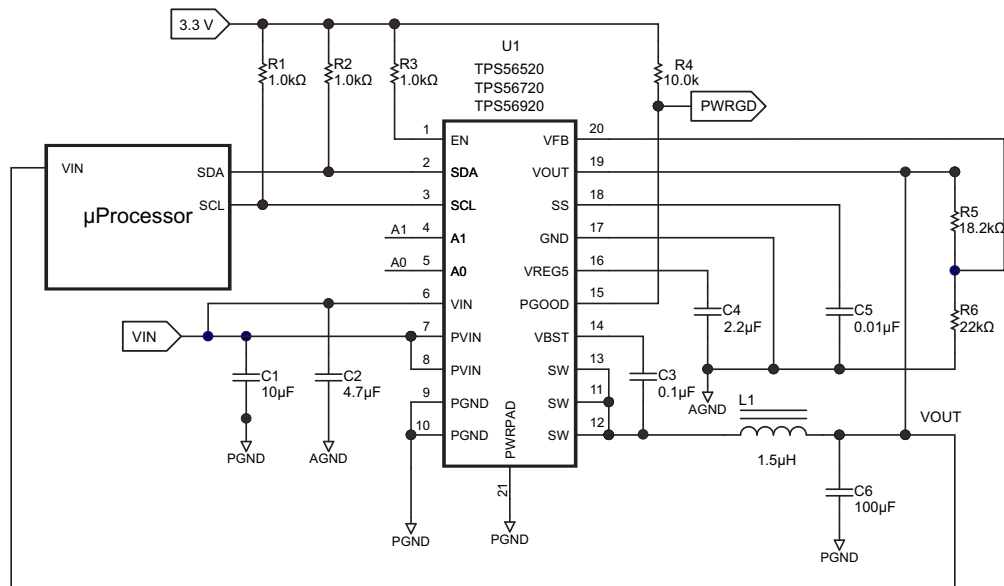 3.3 V
R1
1.0kΩ
R2
1.0kΩ
R3
1.0kΩ
U1
TPS56520
TPS56720
TPS56920
R4
10.0k
PWRGD
VIN
SDA
SCL
µProcessor
1
EN
2
SDA
3
SCL
A1
4
A1
A0
5
A0
6
VIN
VIN
7
PVIN
8
PVIN
9
PGND
10
PGND
PWRPAD
21
20
VFB
19
VOUT
18
SS
17
GND
16
VREG5
15
PGOOD
14
VBST
13
SW
11
SW
12
SW
C1
10µF
C2
4.7µF
PGND
AGND
PGND
PGND
C3
0.1µF
C4
2.2µF
C5
0.01µF
R5
18.2kΩ
R6
22kΩ
AGND
L1
1.5µH
VOUT
C6
100µF
PGND